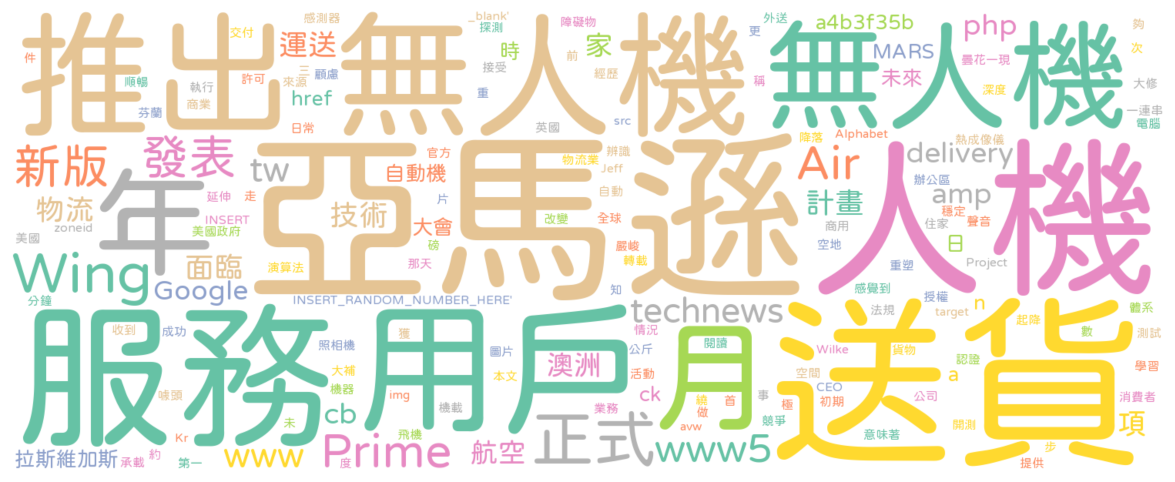 推出無人機
無人機
亞馬遜
人機
服務
用戶
月
送貨
年
正式
新版
發表
tw
Air
delivery
amp
計畫
物流
技術
自動機
大會
Wing
面臨
Google
technews
Prime
www
www5
航空
澳洲
cb
ck
a
n
項
日
運送
href
時
家
a4b3f35b
MARS
未來
php
曇花一現
拉斯維加斯
感測器
交付
件
順暢
執行
許可
三
來源
顧慮
芬蘭
商業
日常
_blank'
探測
接受
重
英國
src
障礙物
前
經歷
外送
更
稱
夠
次
大修
深度
一連串
電腦
降落
Alphabet
熱成像儀
物流業
辨識
Jeff
自動
官方
片
改變
全球
磅
嚴峻
轉載
那天
知
延伸
走
INSERT
美國政府
zoneid
美國
演算法
INSERT_RANDOM_NUMBER_HERE'
分鐘
辦公區
穩定
聲音
住家
商用
空地
重塑
Project
感覺到
法規
授權
target
起降
數
體系
測試
收到
成功
獲
照相機
圖片
情況
公斤
閱讀
Wilke
貨物
認證
學習
空間
CEO
初期
公司
消費者
大補
機器
噱頭
未
img
本文
活動
繞
首
做
事
極
競爭
業務
avw
意味著
開測
步
提供
機載
飛機
度
Kr
約
承載
第一